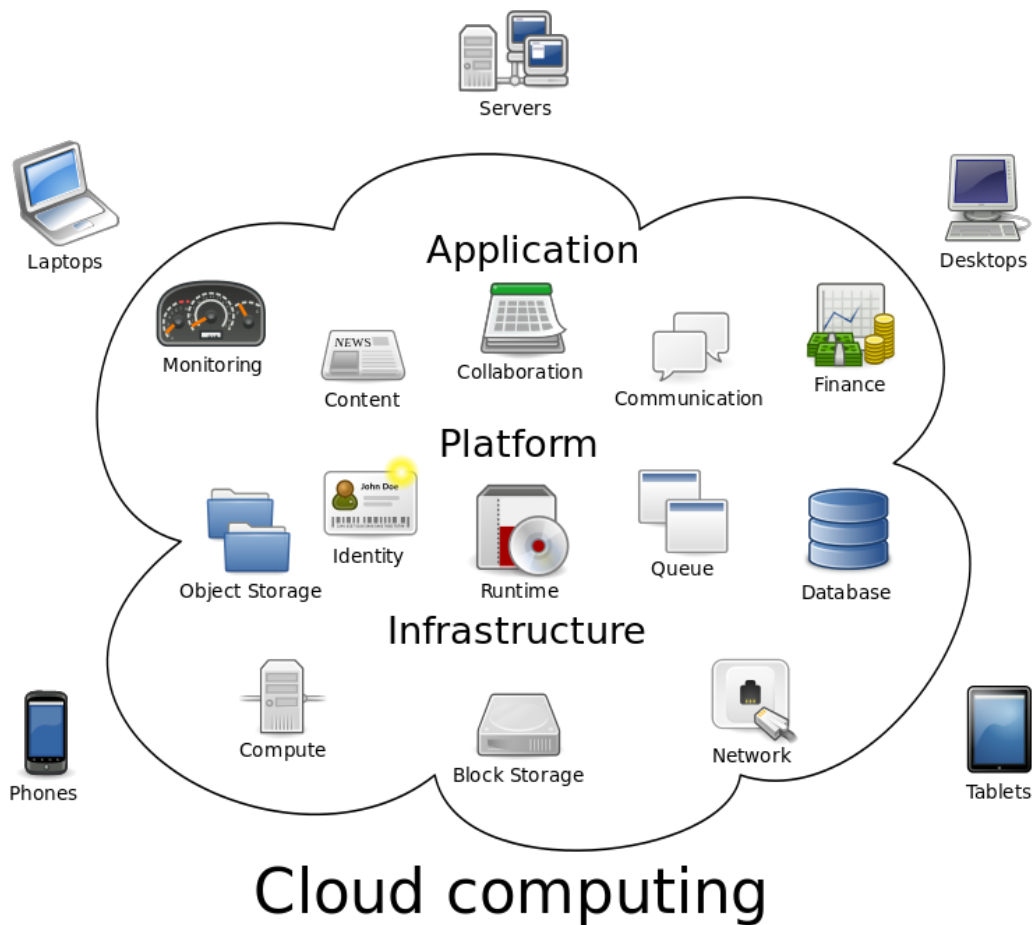 Servers
Laptops
Desktops
Application
Monitoring
NEWS
Content
Collaboration
Communication
Finance
Platform
Object Storage
John Doe
Identity
Runtime
Queue
Database
Infrastructure
Compute
Block Storage
Network
Phones
Tablets
Cloud computing